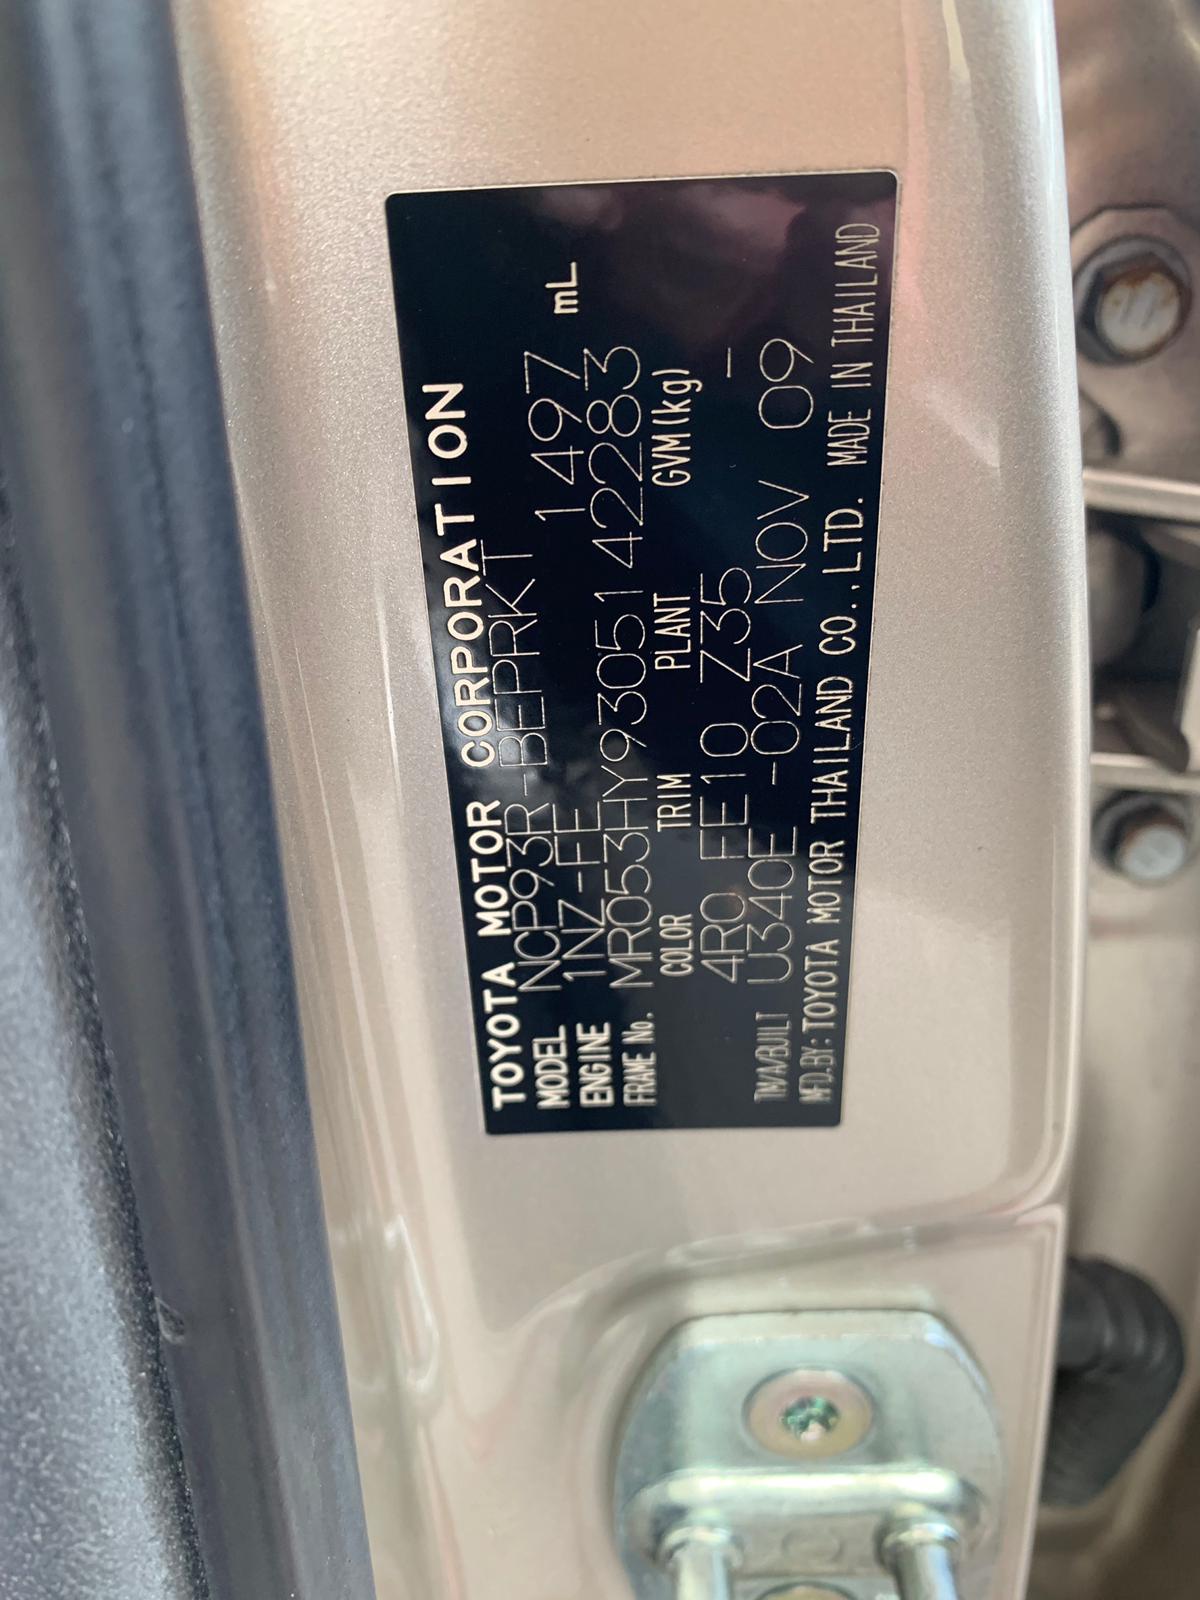 TOYOTA MOTOR CORPORATION
MODEL NCP93R-BEPRKT
ENGINE 1NZ-FE 1497 mL
FRAME No. MR053HY9305142283
COLOR TRIM PLANT GVM(kg)
4R0 FE10 Z35 -
TM/A/BUILT U340E -02A NOV 09
MFD.BY: TOYOTA MOTOR THAILAND CO.,LTD. MADE IN THAILAND